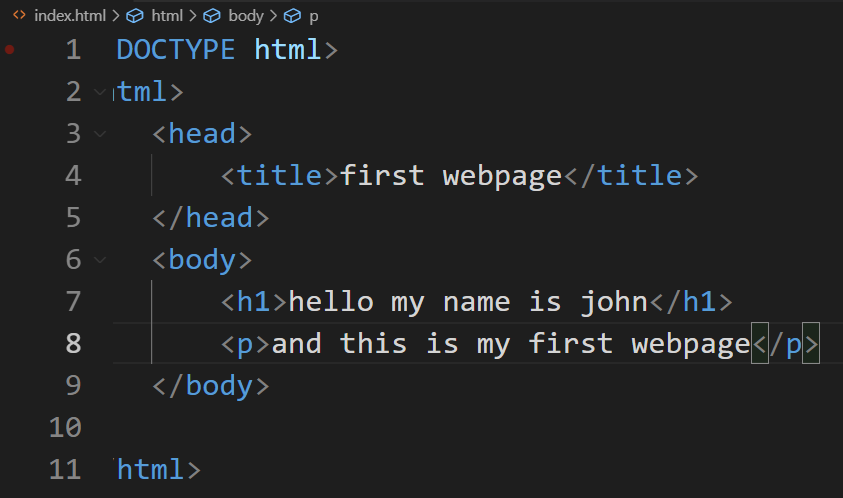 index.html > html > body > p
1 DOCTYPE html>
2 tml>
3 <head>
4 <title>first webpage</title>
5 </head>
6 <body>
7 <h1>hello my name is john</h1>
8 <p>and this is my first webpage</p>
9 </body>
10
11 html>